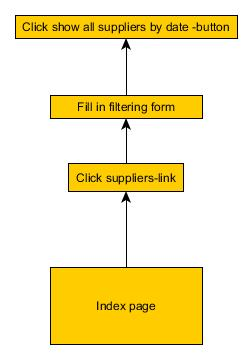 Click show all suppliers by date -button
Fill in filtering form
Click suppliers-link
Index page